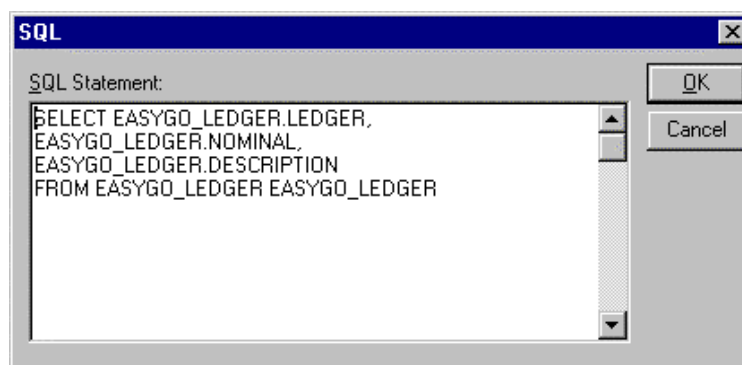 SQL
SQL Statement:
OK
SELECT EASYGO_LEDGER.LEDGER,
EASYGO_LEDGER.NOMINAL,
EASYGO_LEDGER.DESCRIPTION
FROM EASYGO_LEDGER EASYGO_LEDGER
Cancel